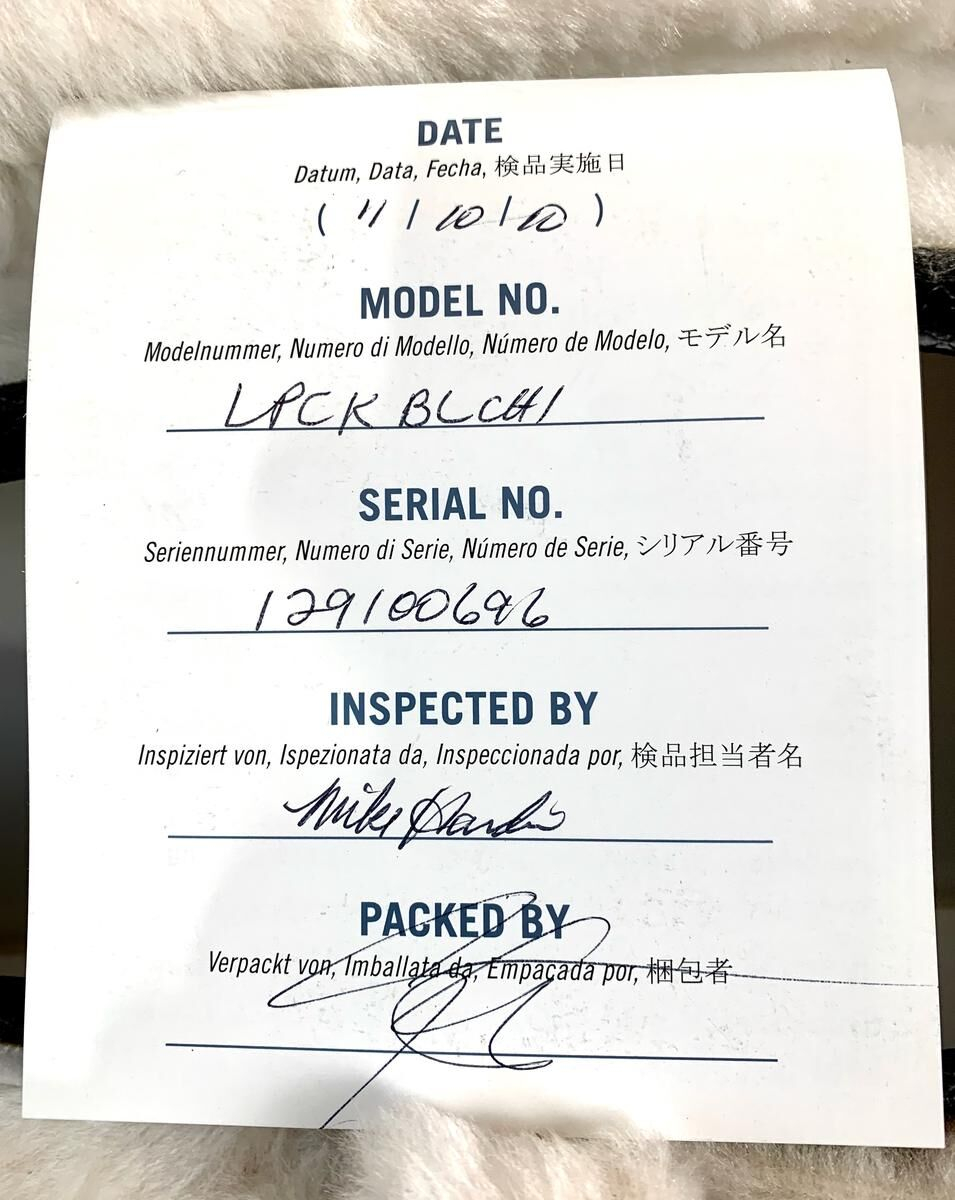 DATE
Datum, Data, Fecha, 検品実施日
( 11 / 10 / 10 )
MODEL NO.
Modelnummer, Numero di Modello, Número de Modelo, モデル名
LPCK BLCH1
SERIAL NO.
Seriennummer, Numero di Serie, Número de Serie, シリアル番号
129100696
INSPECTED BY
Inspiziert von, Ispezionata da, Inspeccionada por, 検品担当者名
Mike
PACKED BY
Verpackt von, Imballata da, Empacada por, 梱包者